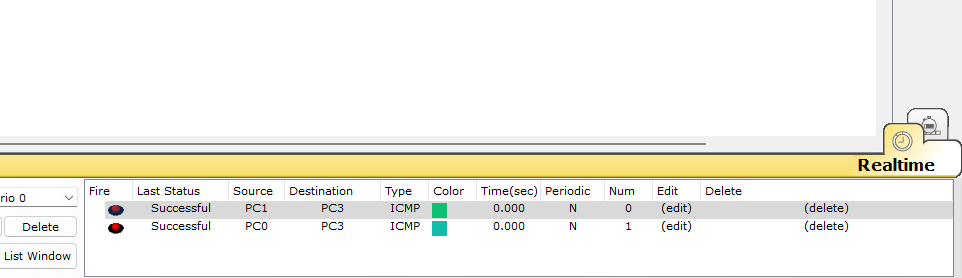 Realtime
rio 0
Delete
List Window
Fire Last Status Source Destination Type Color Time(sec) Periodic Num Edit Delete
Successful PC1 PC3 ICMP 0.000 N 0 (edit) (delete)
Successful PC0 PC3 ICMP 0.000 N 1 (edit) (delete)